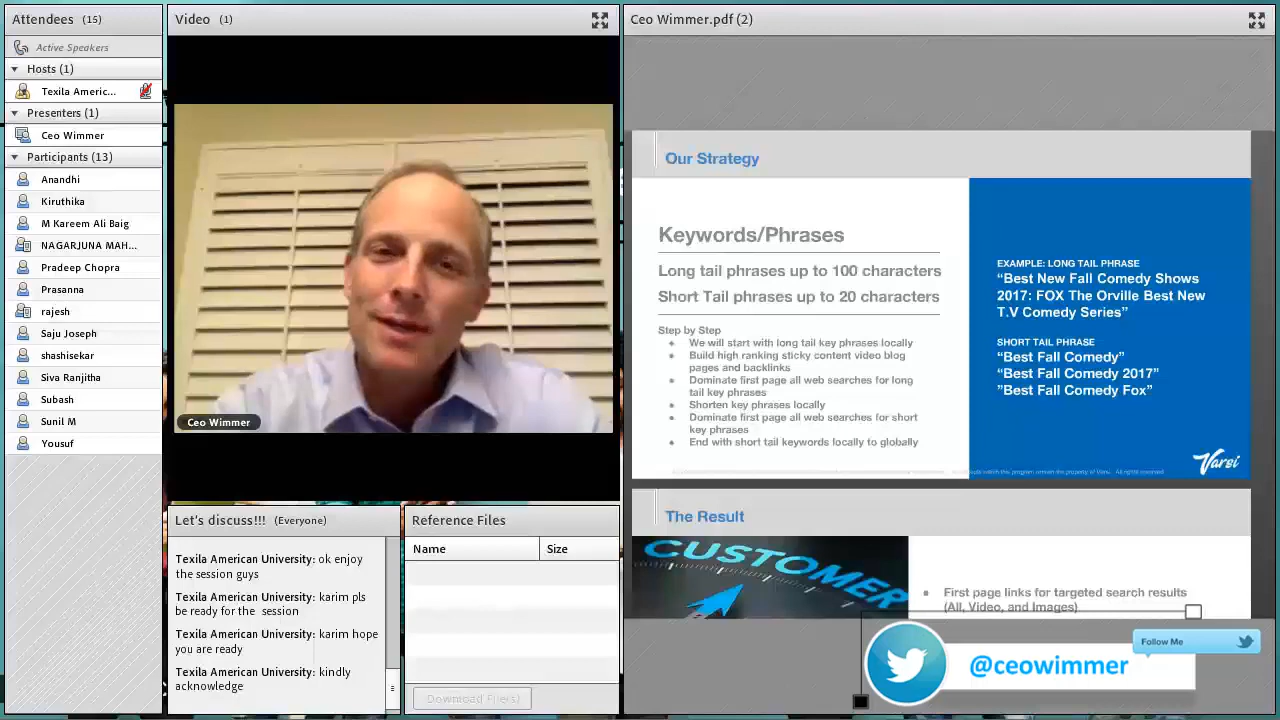 Attendees (15)
Active Speakers
Hosts (1)
Texila Americ...
Presenters (1)
Ceo Wimmer
Participants (13)
Anandhi
Kiruthika
M Kareem Ali Baig
NAGARJUNA MAH...
Pradeep Chopra
Prasanna
rajesh
Saju Joseph
shashisekar
Siva Ranjitha
Subash
Sunil M
Yousuf
Video (1)
Ceo Wimmer
Let's discuss!!! (Everyone)
Texila American University: ok enjoy
the session guys
Texila American University: karim pls
be ready for the session
Texila American University: karim hope
you are ready
Texila American University: kindly
acknowledge
Reference Files
Name Size
Download File(s)
Ceo Wimmer.pdf (2)
Our Strategy
Keywords/Phrases
Long tail phrases up to 100 characters
Short Tail phrases up to 20 characters
Step by Step
We will start with long tail key phrases locally
Build high ranking sticky content video blog
pages and backlinks
Dominate first page all web searches for long
tail key phrases
Shorten key phrases locally
Dominate first page all web searches for short
key phrases
End with short tail keywords locally to globally
EXAMPLE: LONG TAIL PHRASE
“Best New Fall Comedy Shows
2017: FOX The Orville Best New
T.V Comedy Series”
SHORT TAIL PHRASE
“Best Fall Comedy”
“Best Fall Comedy 2017”
”Best Fall Comedy Fox”
Varsi
The Result
CUSTOMER
First page links for targeted search results
(All, Video, and Images)
Follow Me
@ceowimmer